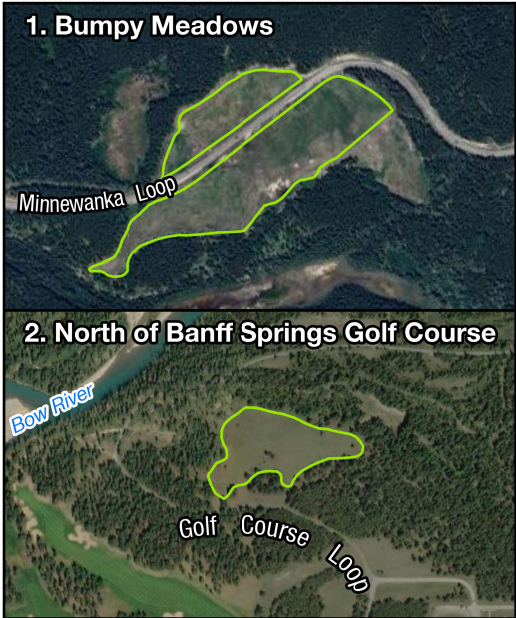 1. Bumpy Meadows
Minnewanka Loop
2. North of Banff Springs Golf Course
Bow River
Golf Course Loop